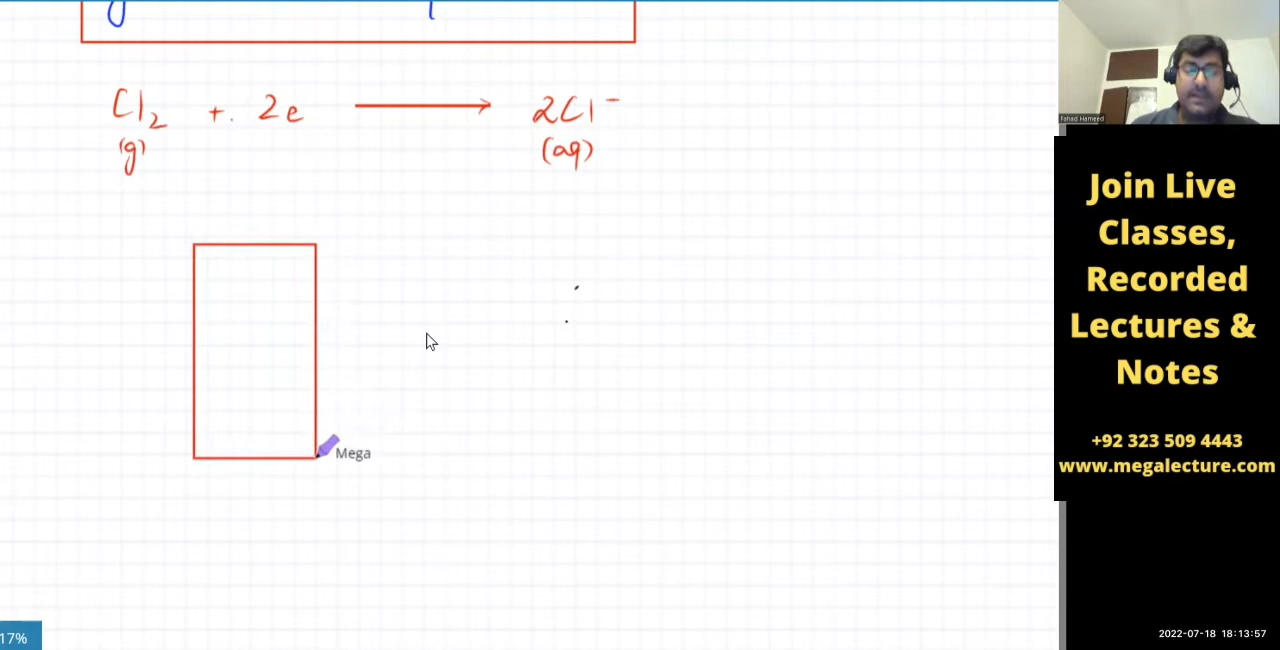 Cl₂ +. 2e ⟶ 2Cl⁻
(g) (aq)
Mega
17%
Fahad Hameed
Join Live
Classes,
Recorded
Lectures &
Notes
+92 323 509 4443
www.megalecture.com
2022-07-18 18:13:57